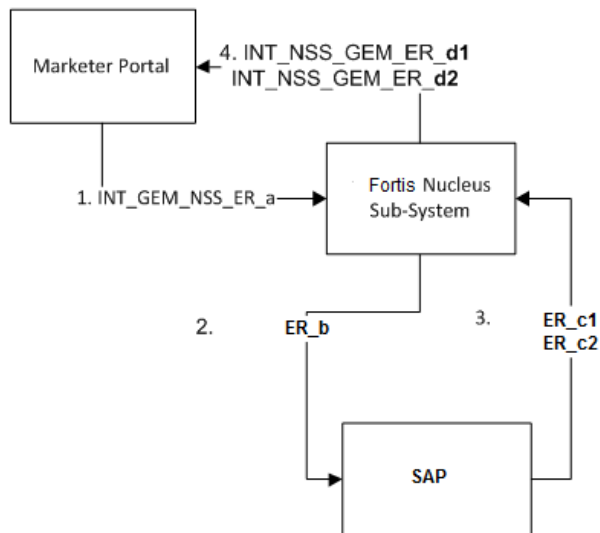 Marketer Portal
4. INT_NSS_GEM_ER_d1
INT_NSS_GEM_ER_d2
1. INT_GEM_NSS_ER_a
Fortis Nucleus
Sub-System
2.
ER_b
3.
ER_c1
ER_c2
SAP